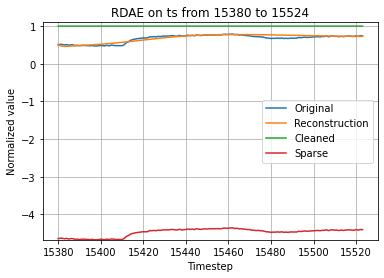 RDAE on ts from 15380 to 15524
1
0
−1
−2
−3
−4
Normalized value
Original
Reconstruction
Cleaned
Sparse
15380 15400 15420 15440 15460 15480 15500 15520
Timestep